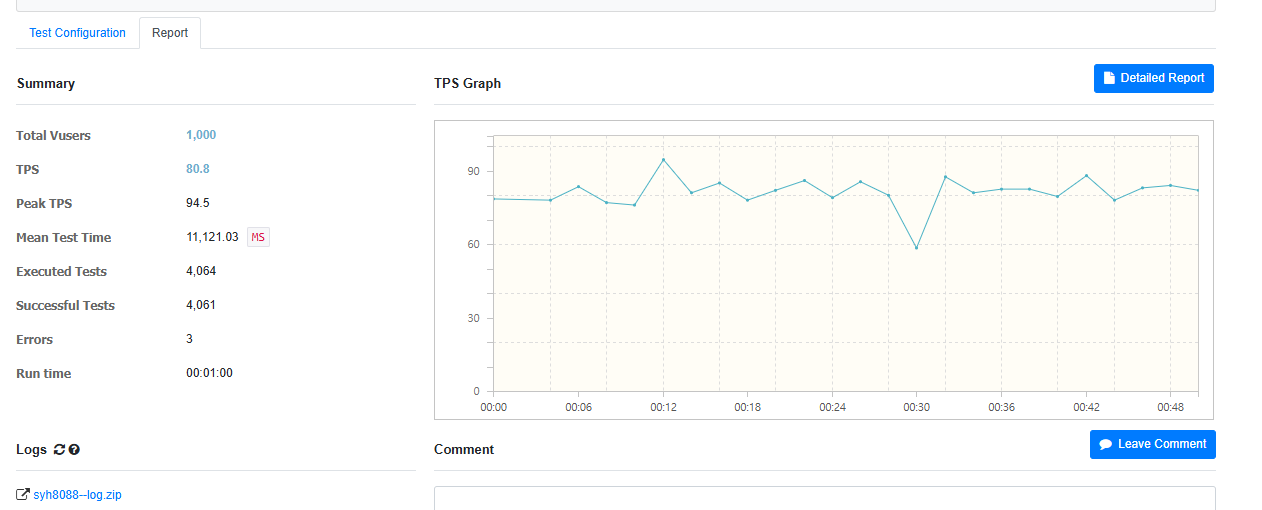 Test Configuration Report
Summary
Total Vusers 1,000
TPS 80.8
Peak TPS 94.5
Mean Test Time 11,121.03 MS
Executed Tests 4,064
Successful Tests 4,061
Errors 3
Run time 00:01:00
Logs
syh8088--log.zip
TPS Graph
Detailed Report
90
60
30
0
00:00 00:06 00:12 00:18 00:24 00:30 00:36 00:42 00:48
Comment
Leave Comment